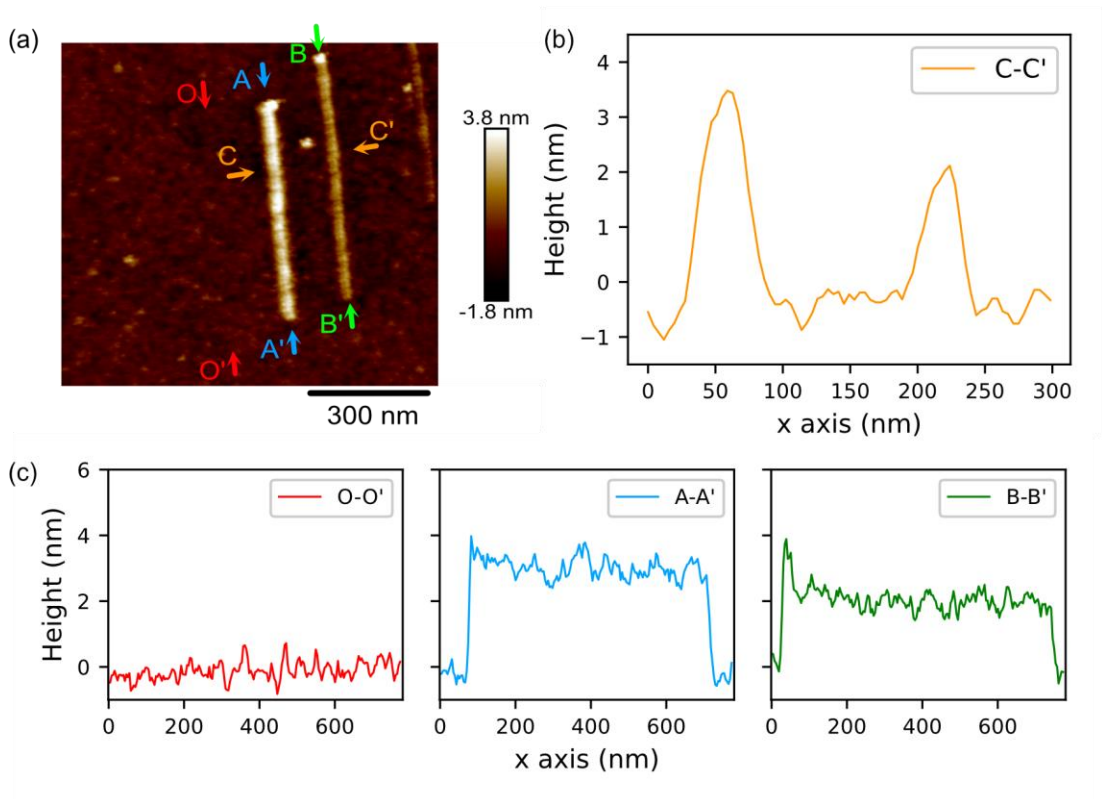 (a)
B
A
O
C
C'
B'
A'
O'
3.8 nm
-1.8 nm
300 nm
(b)
C-C'
Height (nm)
4
3
2
1
0
−1
0 50 100 150 200 250 300
x axis (nm)
(c)
O-O'
A-A'
B-B'
Height (nm)
6
4
2
0
0 200 400 600
0 200 400 600
0 200 400 600
x axis (nm)